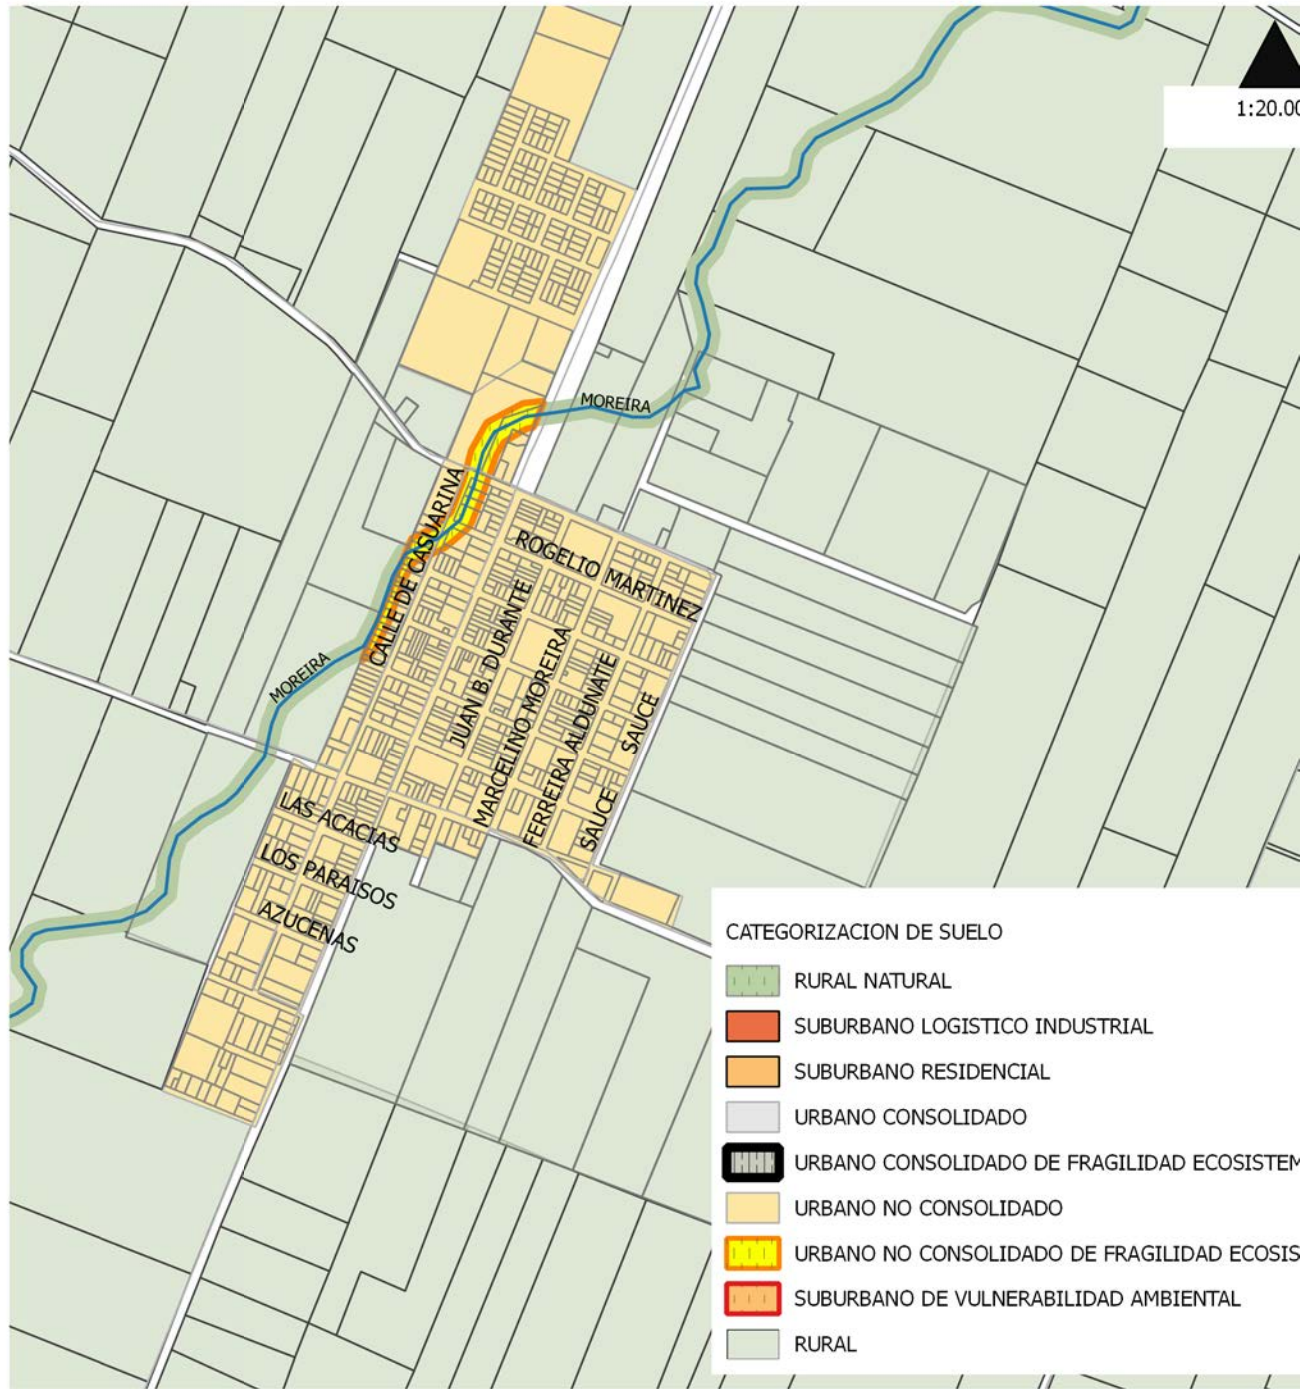 1:20.00
MOREIRA
CALLE DE CASUARINA
ROGELIO MARTINEZ
JUAN B. DURANTE
MARCELINO MOREIRA
FERREIRA ALDUNATE
SAUCE
SAUCE
MOREIRA
LAS ACACIAS
LOS PARAISOS
AZUCENAS
CATEGORIZACION DE SUELO
RURAL NATURAL
SUBURBANO LOGISTICO INDUSTRIAL
SUBURBANO RESIDENCIAL
URBANO CONSOLIDADO
URBANO CONSOLIDADO DE FRAGILIDAD ECOSISTEM
URBANO NO CONSOLIDADO
URBANO NO CONSOLIDADO DE FRAGILIDAD ECOSIS
SUBURBANO DE VULNERABILIDAD AMBIENTAL
RURAL